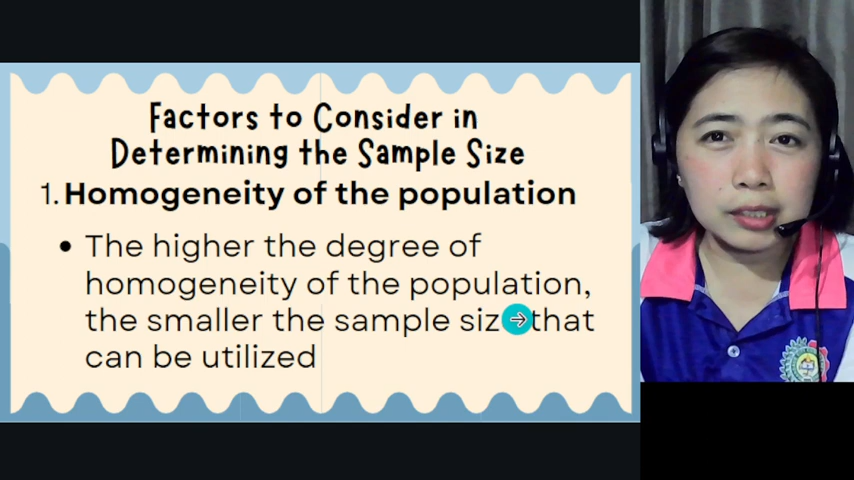 Factors to Consider in
Determining the Sample Size
1. Homogeneity of the population
• The higher the degree of
homogeneity of the population,
the smaller the sample siz that
can be utilized